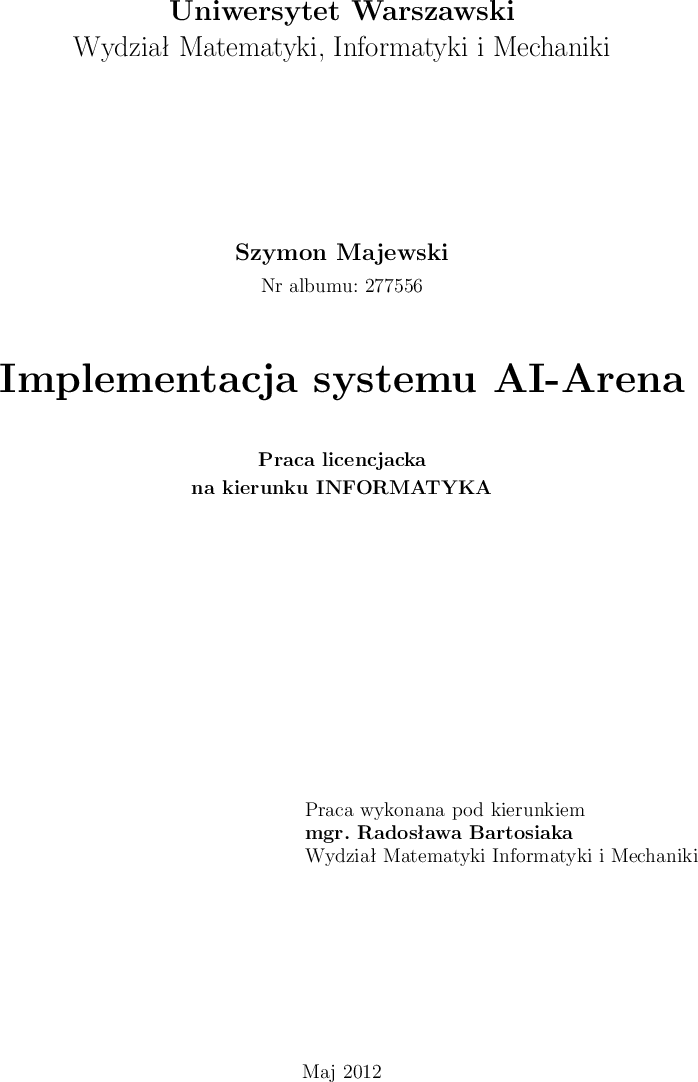 Uniwersytet Warszawski
Wydział Matematyki, Informatyki i Mechaniki
Szymon Majewski
Nr albumu: 277556
Implementacja systemu AI-Arena
Praca licencjacka
na kierunku INFORMATYKA
Praca wykonana pod kierunkiem
mgr. Radosława Bartosiaka
Wydział Matematyki Informatyki i Mechaniki
Maj 2012